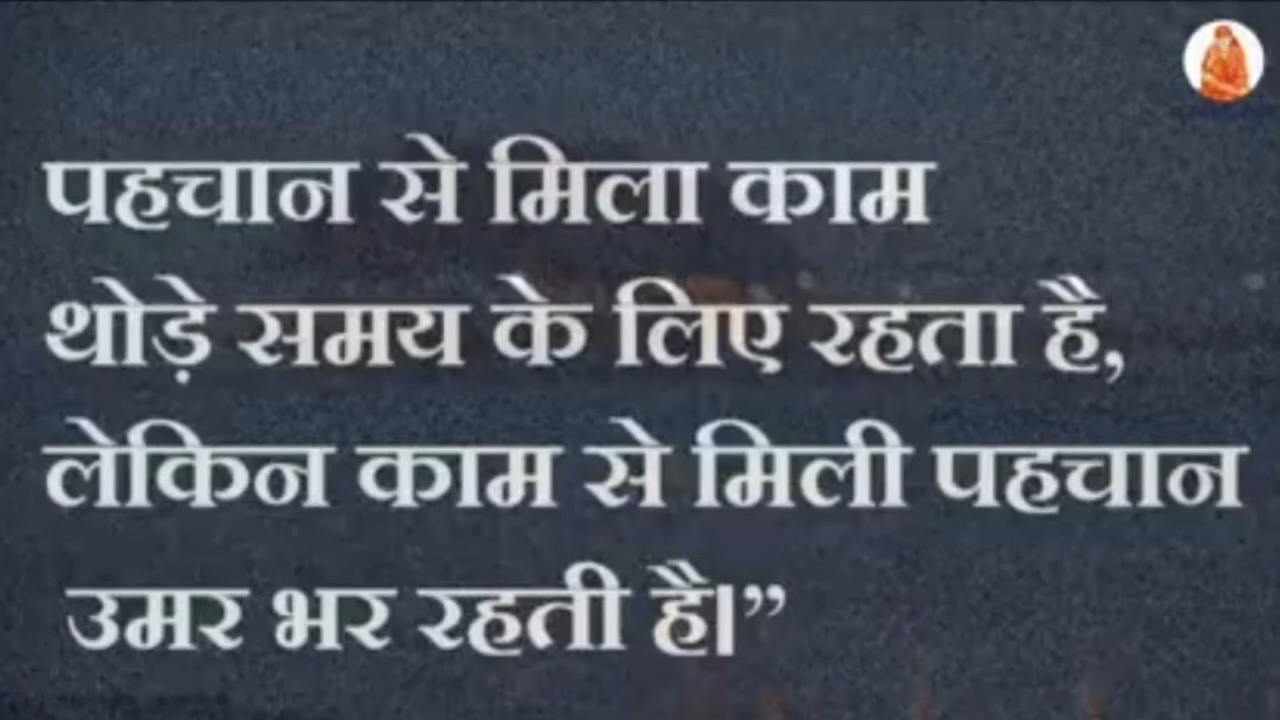 पहचान से मिला काम
थोड़े समय के लिए रहता है,
लेकिन काम से मिली पहचान
उमर भर रहती है।”